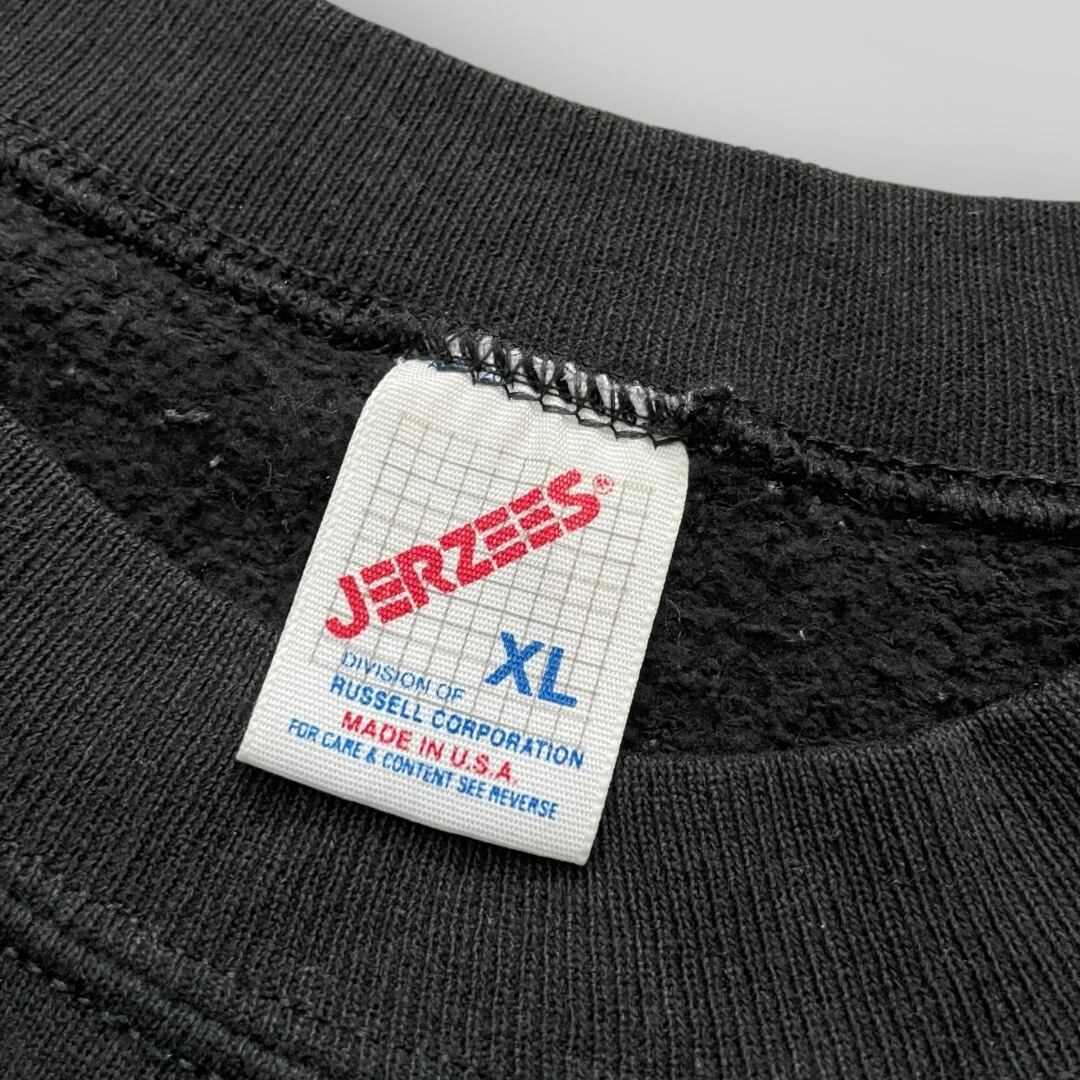 JERZEES®
XL
DIVISION OF
RUSSELL CORPORATION
MADE IN U.S.A.
FOR CARE & CONTENT SEE REVERSE